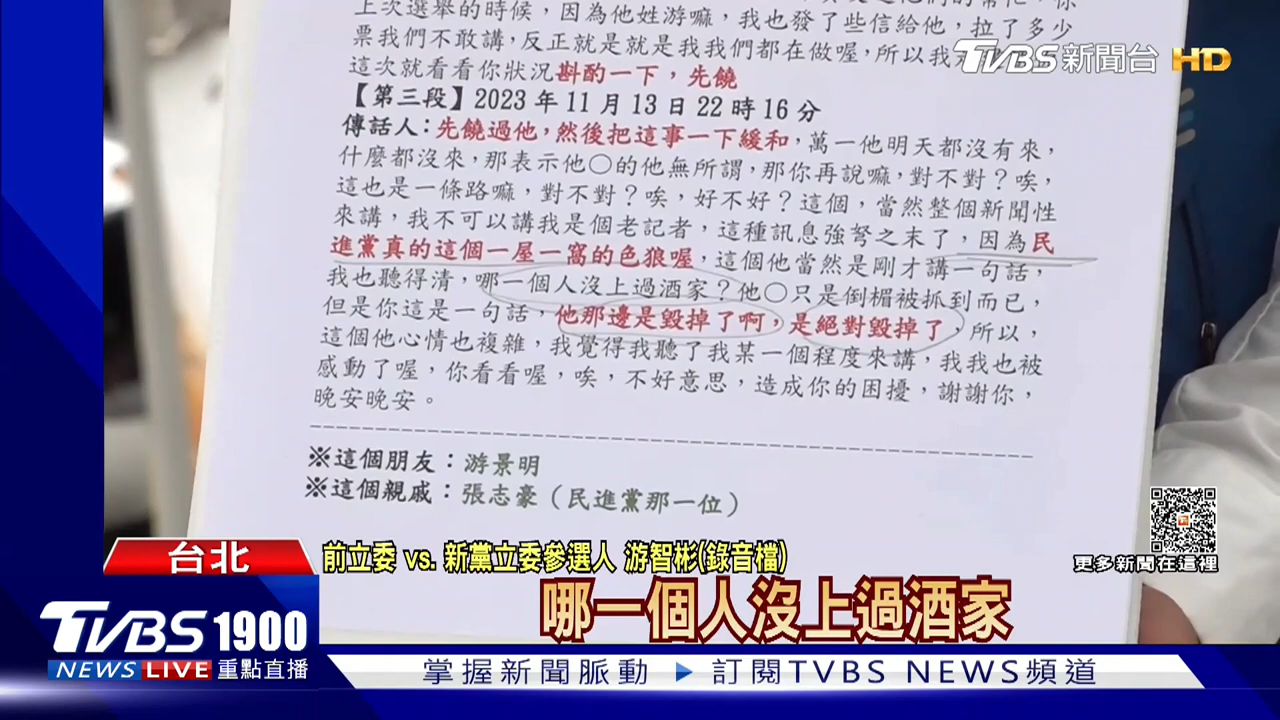 上次選舉的時候，因為他姓游嘛，我也發了些信給他，拉了多少
票我們不敢講，反正就是就是我我們都在做喔，所以我
TVBS新聞台 HD
這次就看看你狀況斟酌一下，先饒
【第三段】2023年11月13日22時16分
傳話人：先饒過他，然後把這事一下緩和，萬一他明天都沒有來，
什麼都沒來，那表示他〇的他無所謂，那你再說嘛，對不對？唉，
這也是一條路嘛，對不對？唉，好不好？這個，當然整個新聞性
來講，我不可以講我是個老記者，這種訊息強弩之末了，因為民
進黨真的這個一屋一窩的色狼喔，這個他當然是剛才講一句話，
我也聽得清，哪一個人沒上過酒家？他〇只是倒楣被抓到而已，
但是你這是一句話，他那邊是毀掉了啊，是絕對毀掉了，所以，
這個他心情也複雜，我覺得我聽了我某一個程度來講，我我也被
感動了喔，你看看喔，唉，不好意思，造成你的困擾，謝謝你，
晚安晚安。
※這個朋友：游景明
※這個親戚：張志豪（民進黨那一位）
更多新聞在這裡
台北
前立委 vs. 新黨立委參選人 游智彬(錄音檔)
哪一個人沒上過酒家
TVBS 1900
NEWS LIVE 重點直播
掌握新聞脈動 訂閱TVBS NEWS頻道